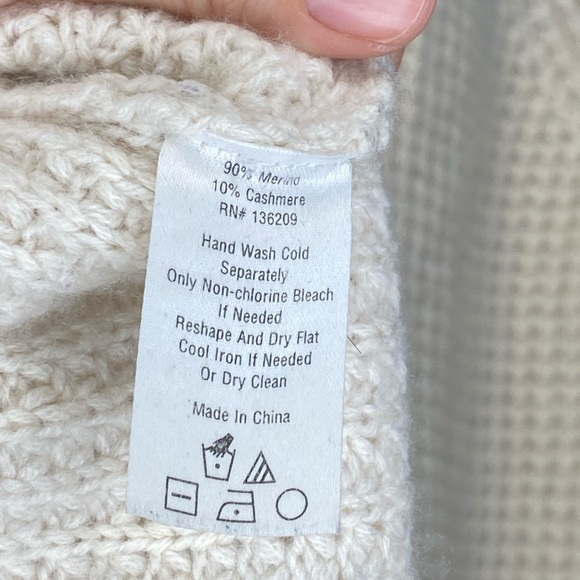 90% Merino
10% Cashmere
RN# 136209
Hand Wash Cold
Separately
Only Non-chlorine Bleach
If Needed
Reshape And Dry Flat
Cool Iron If Needed
Or Dry Clean
Made In China